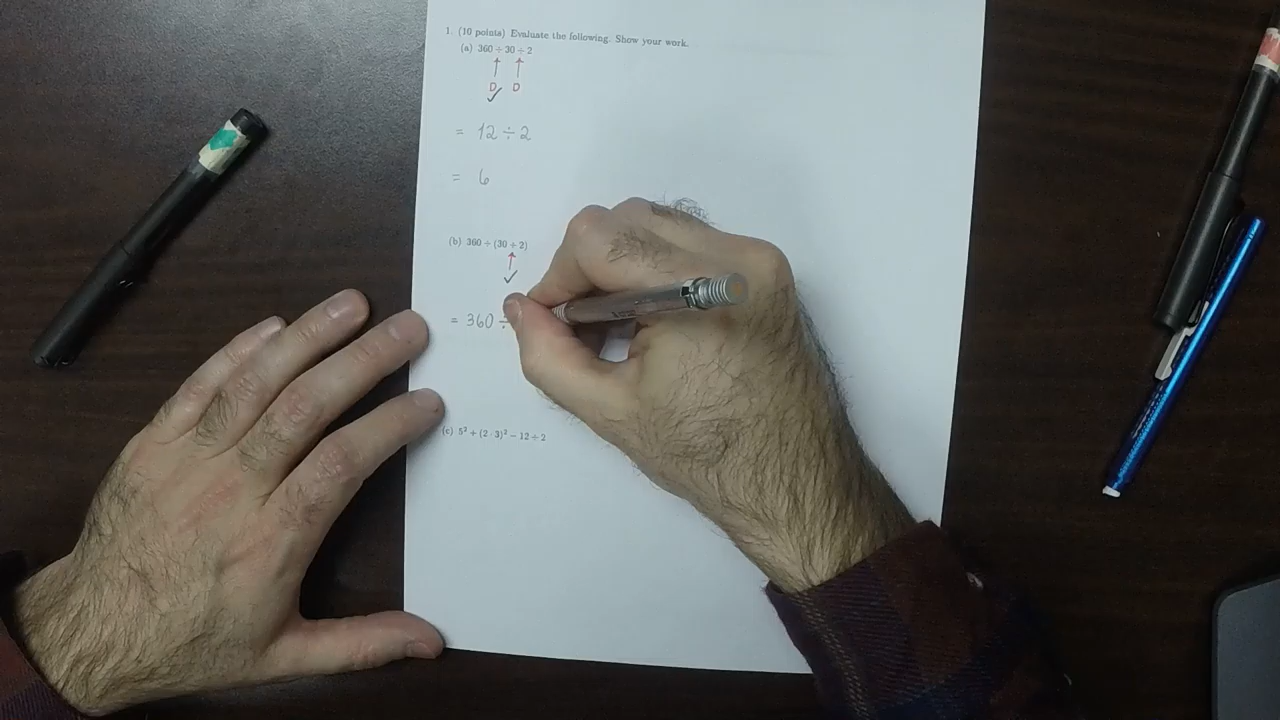 1. (10 points) Evaluate the following. Show your work.
(a) 360 ÷ 30 ÷ 2
D D
= 12 ÷ 2
= 6
(b) 360 ÷ (30 ÷ 2)
= 360 ÷
(c) 5² + (2 · 3)² − 12 ÷ 2